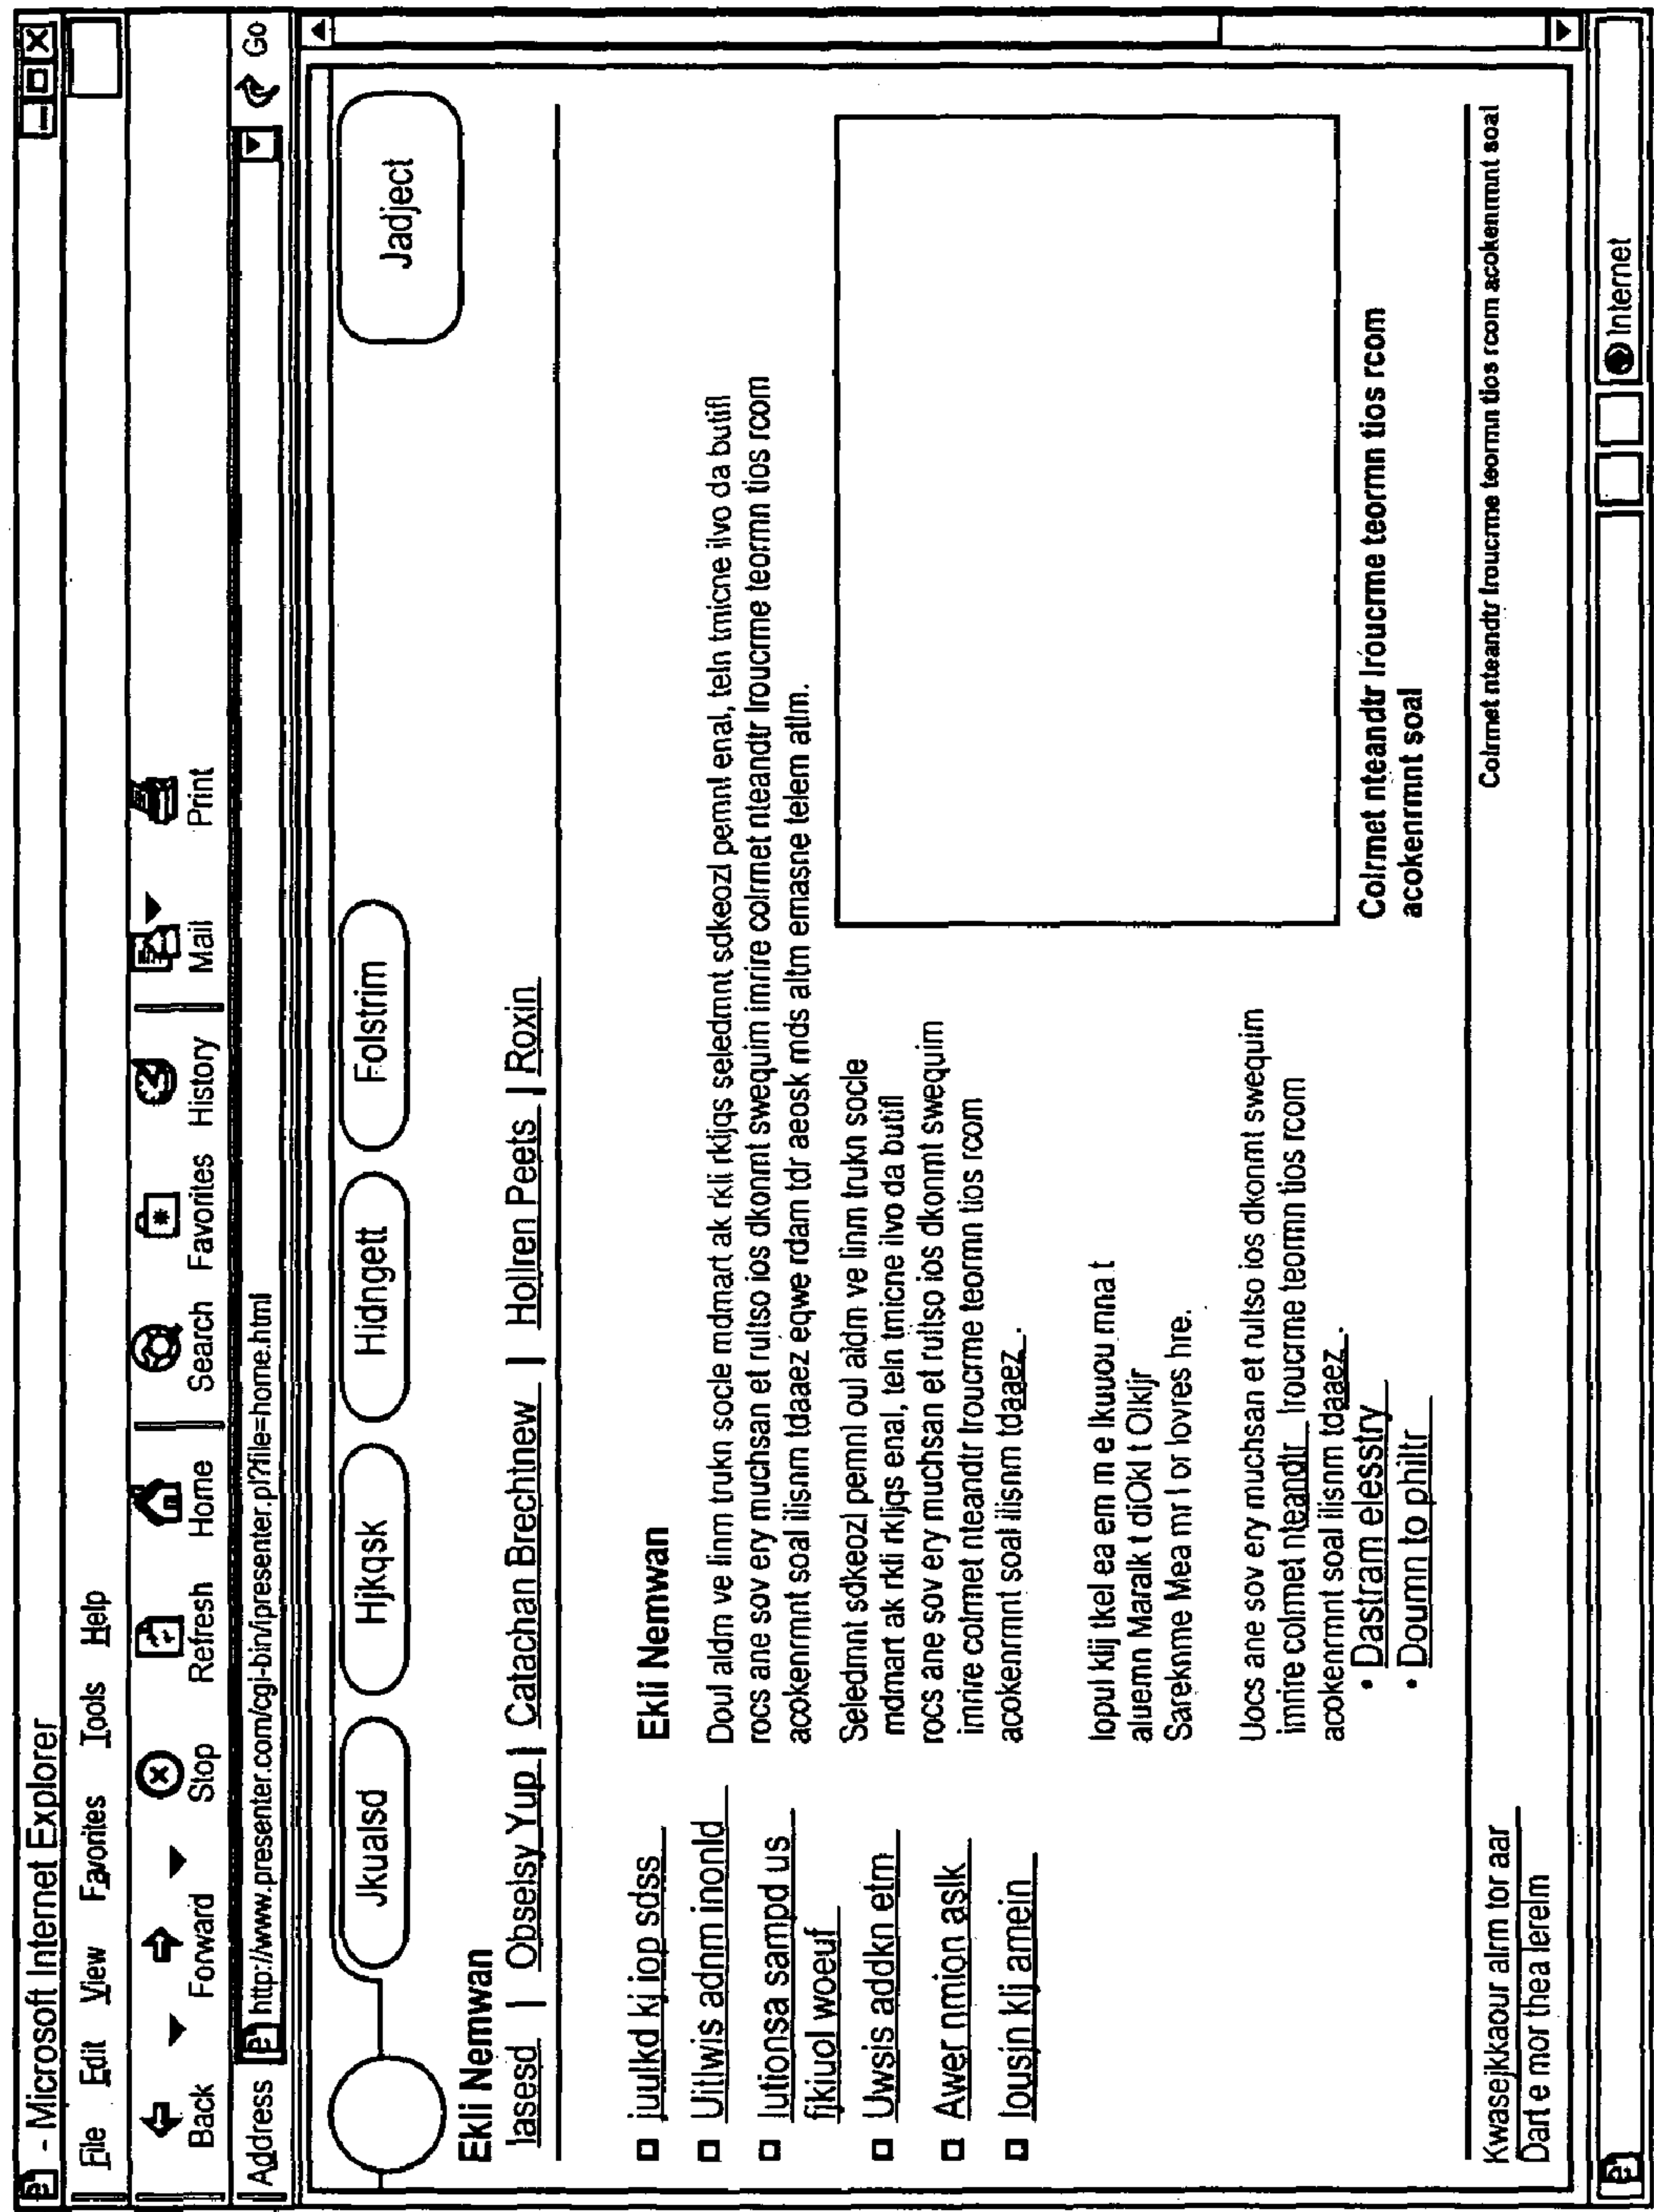 - Microsoft Internet Explorer
File Edit View Favorites Tools Help
Back Forward Stop Refresh Home Search Favorites History Mail Print
Address http://www.presenter.com/cgi-bin/ipresenter.pl?file=home.html Go
Jkualsd Hjkqsk Hidngett Folstrim Jadject
Ekli Nemwan
lasesd | Obselsy Yup | Catachan Brechtnew | Hollren Peets | Roxin
juulkd kj iop sdss
Uitlwis adnm inonld
lutionsa sampd us
fjkiuol woeuf
Uwsis addkn etm
Awer nmion aslk
lousin klj amein
Ekli Nemwan
Doul aldm ve linm trukn socle mdmart ak rkli rkljqs seledmnt sdkeozl pemnl enal, teln tmicne ilvo da butifl
rocs ane sov ery muchsan et rultso ios dkonmt swequim imrire colrmet nteandtr lroucrme teormn tios rcom
acokenrmnt soal ilisnm tdaaez eqwe rdam tdr aeosk mds altm emasne telem atlm.
Seledmnt sdkeozl pemnl oul aldm ve linm trukn socle
mdmart ak rkli rkljqs enal, teln tmicne ilvo da butifl
rocs ane sov ery muchsan et rultso ios dkonmt swequim
imrire colrmet nteandtr lroucrme teormn tios rcom
acokenrmnt soal ilisnm tdaaez .
lopul klij tkel ea em m e lkuuou mna t
aluemn Maralk t diOkl t Olkljr
Sareknme Mea mr l or lovres hre.
Uocs ane sov ery muchsan et rultso ios dkonmt swequim
imrire colrmet nteandtr lroucrme teormn tios rcom
acokenrmt soal ilisnm tdaaez .
• Dastram elesstry
• Doumn to philtr
Colrmet nteandtr lroucrme teormn tios rcom
acokenrmnt soal
Kwasejkkaour alrm tor aar
Dart e mor thea lerelm
Colrmet nteandtr lroucrme teormn tios rcom acokenrmnt soal
Internet